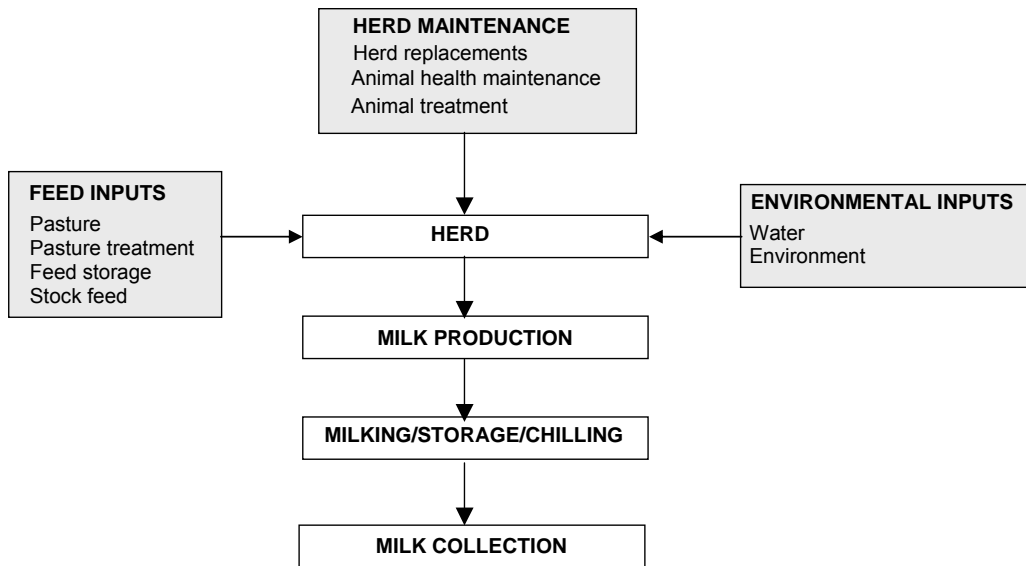 HERD MAINTENANCE
Herd replacements
Animal health maintenance
Animal treatment
FEED INPUTS
Pasture
Pasture treatment
Feed storage
Stock feed
HERD
ENVIRONMENTAL INPUTS
Water
Environment
MILK PRODUCTION
MILKING/STORAGE/CHILLING
MILK COLLECTION